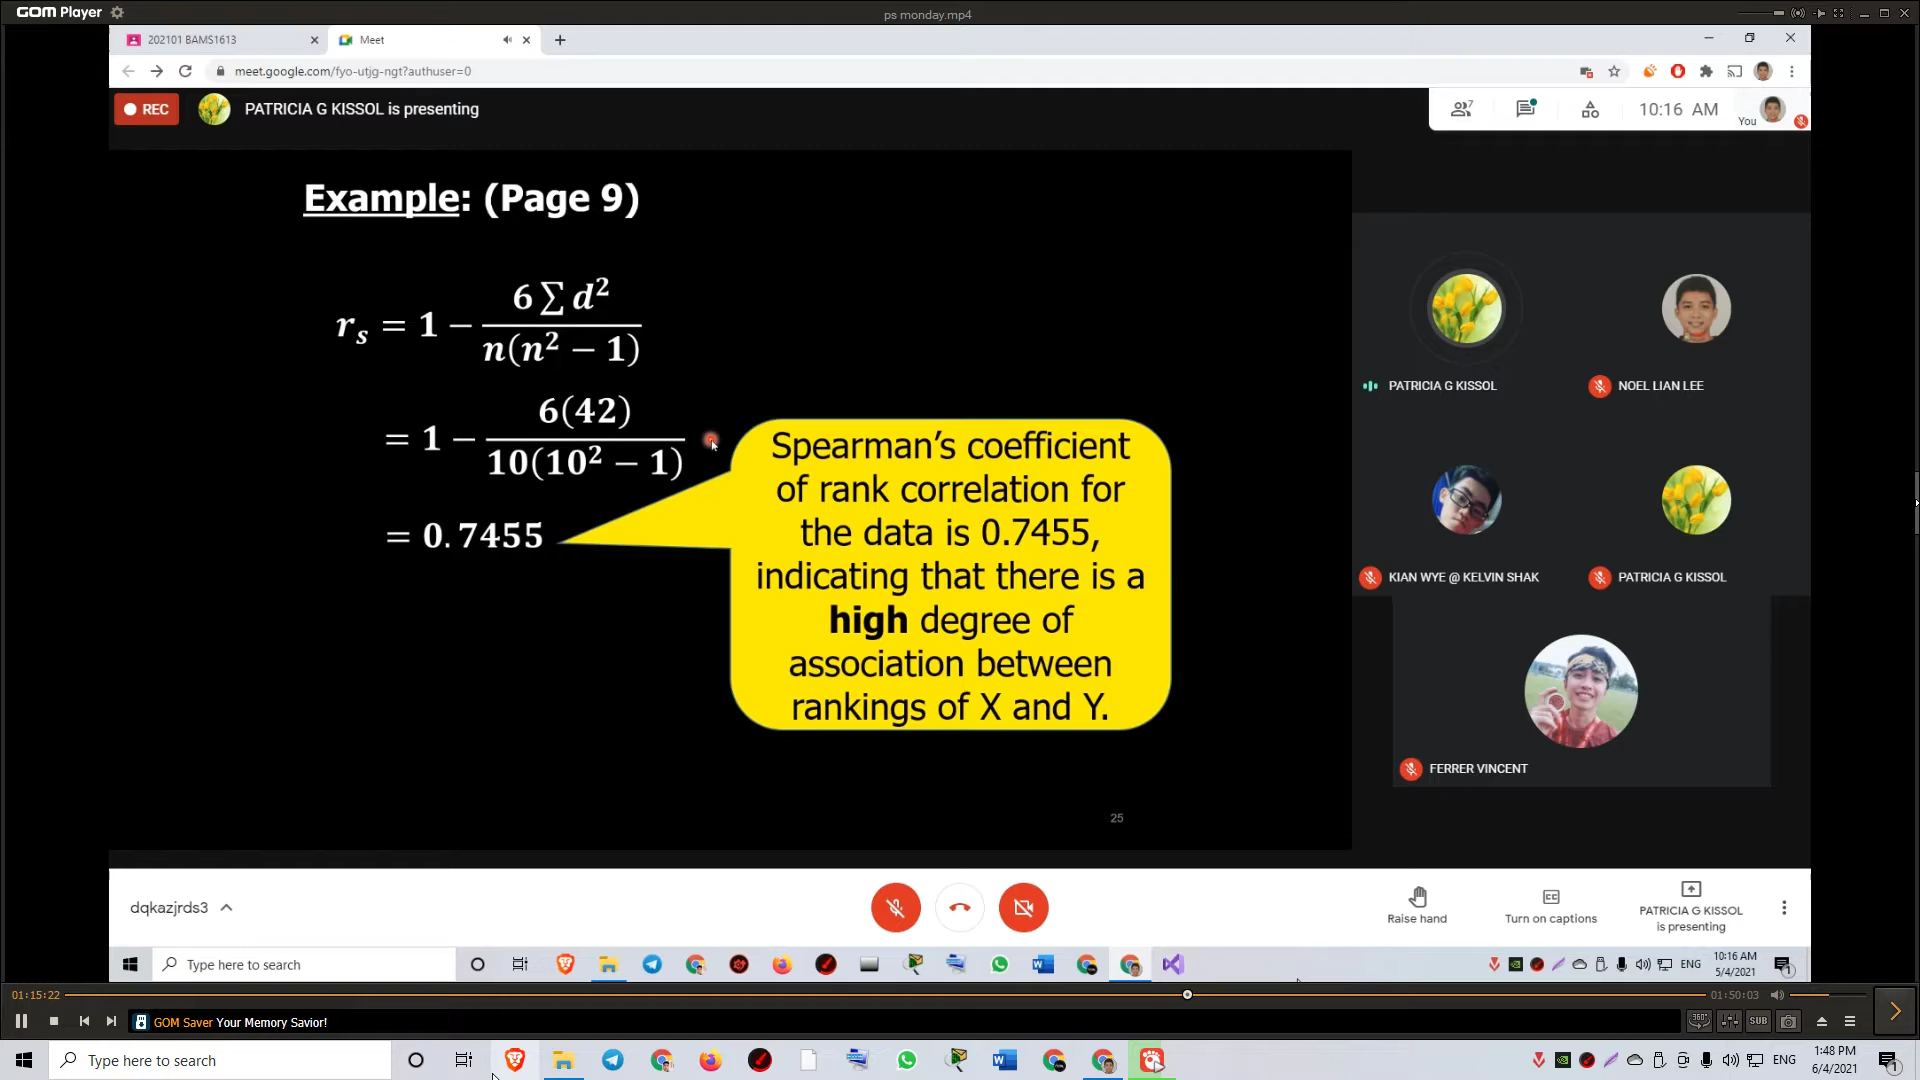 GOM Player
ps monday.mp4
202101 BAMS1613
Meet
meet.google.com/fyo-utjg-ngt?authuser=0
REC
PATRICIA G KISSOL is presenting
7
10:16 AM
You
Example: (Page 9)
r_s = 1 − 6 ∑ d² / n(n² − 1)
= 1 − 6(42) / 10(10² − 1)
= 0.7455
Spearman's coefficient
of rank correlation for
the data is 0.7455,
indicating that there is a
high degree of
association between
rankings of X and Y.
25
PATRICIA G KISSOL
NOEL LIAN LEE
KIAN WYE @ KELVIN SHAK
PATRICIA G KISSOL
FERRER VINCENT
dqkazjrds3
Raise hand
Turn on captions
PATRICIA G KISSOL
is presenting
Type here to search
ENG
10:16 AM
5/4/2021
1
01:15:22
01:50:03
GOM Saver Your Memory Savior!
360°
SUB
Type here to search
ENG
1:48 PM
6/4/2021
1